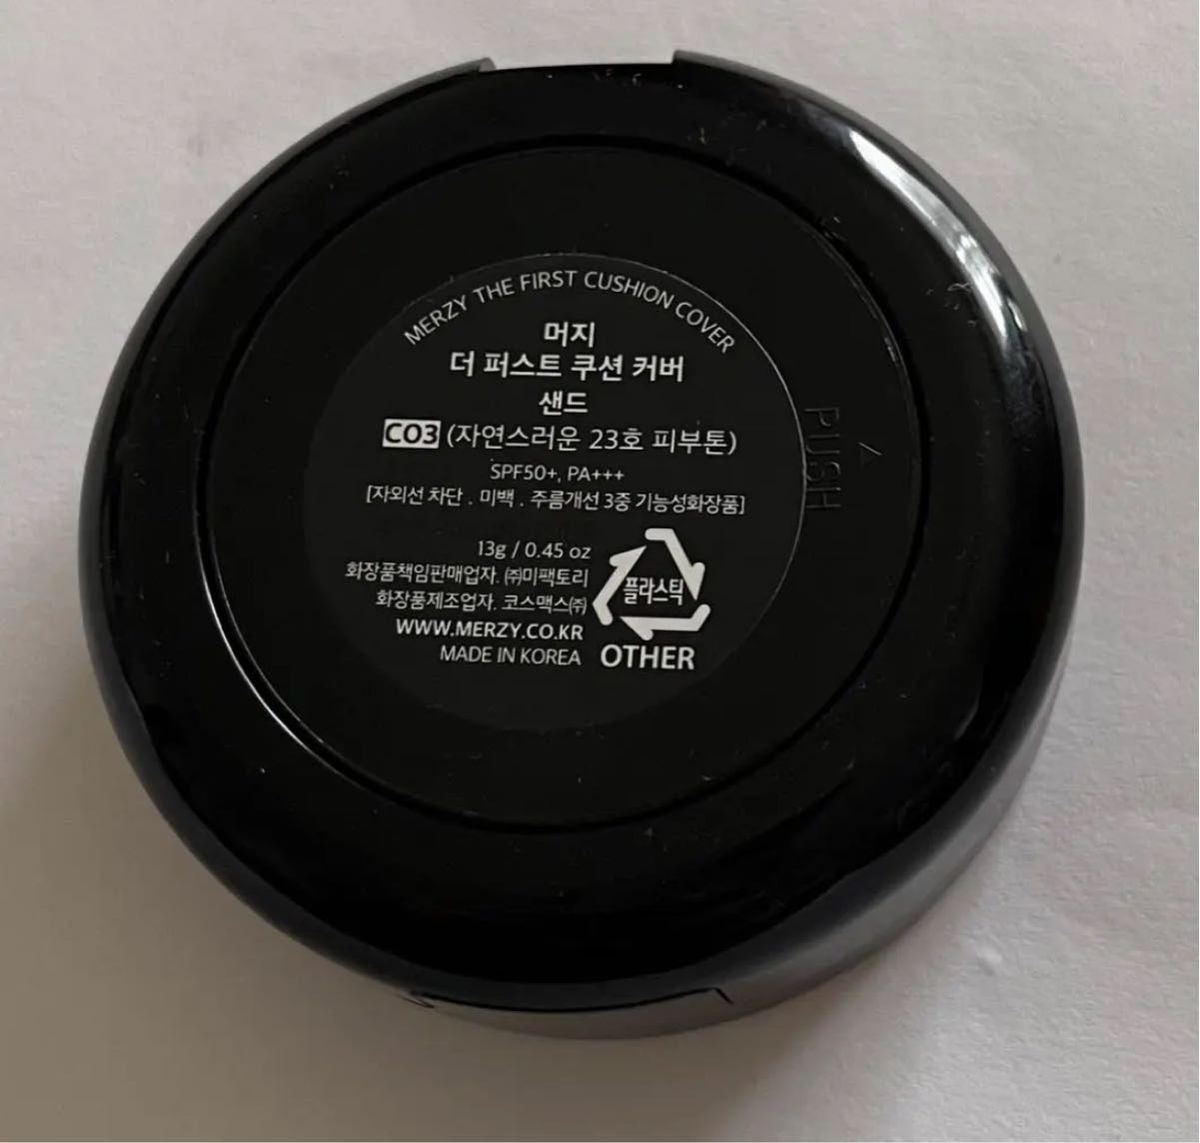 MERZY THE FIRST CUSHION COVER
머지
더 퍼스트 쿠션 커버
샌드
CO3 (자연스러운 23호 피부톤)
SPF50+, PA+++
[자외선 차단 . 미백 . 주름개선 3중 기능성화장품]
13g / 0.45 oz
화장품책임판매업자. ㈜미팩토리
화장품제조업자. 코스맥스㈜
WWW.MERZY.CO.KR
MADE IN KOREA
플라스틱
OTHER
PUSH